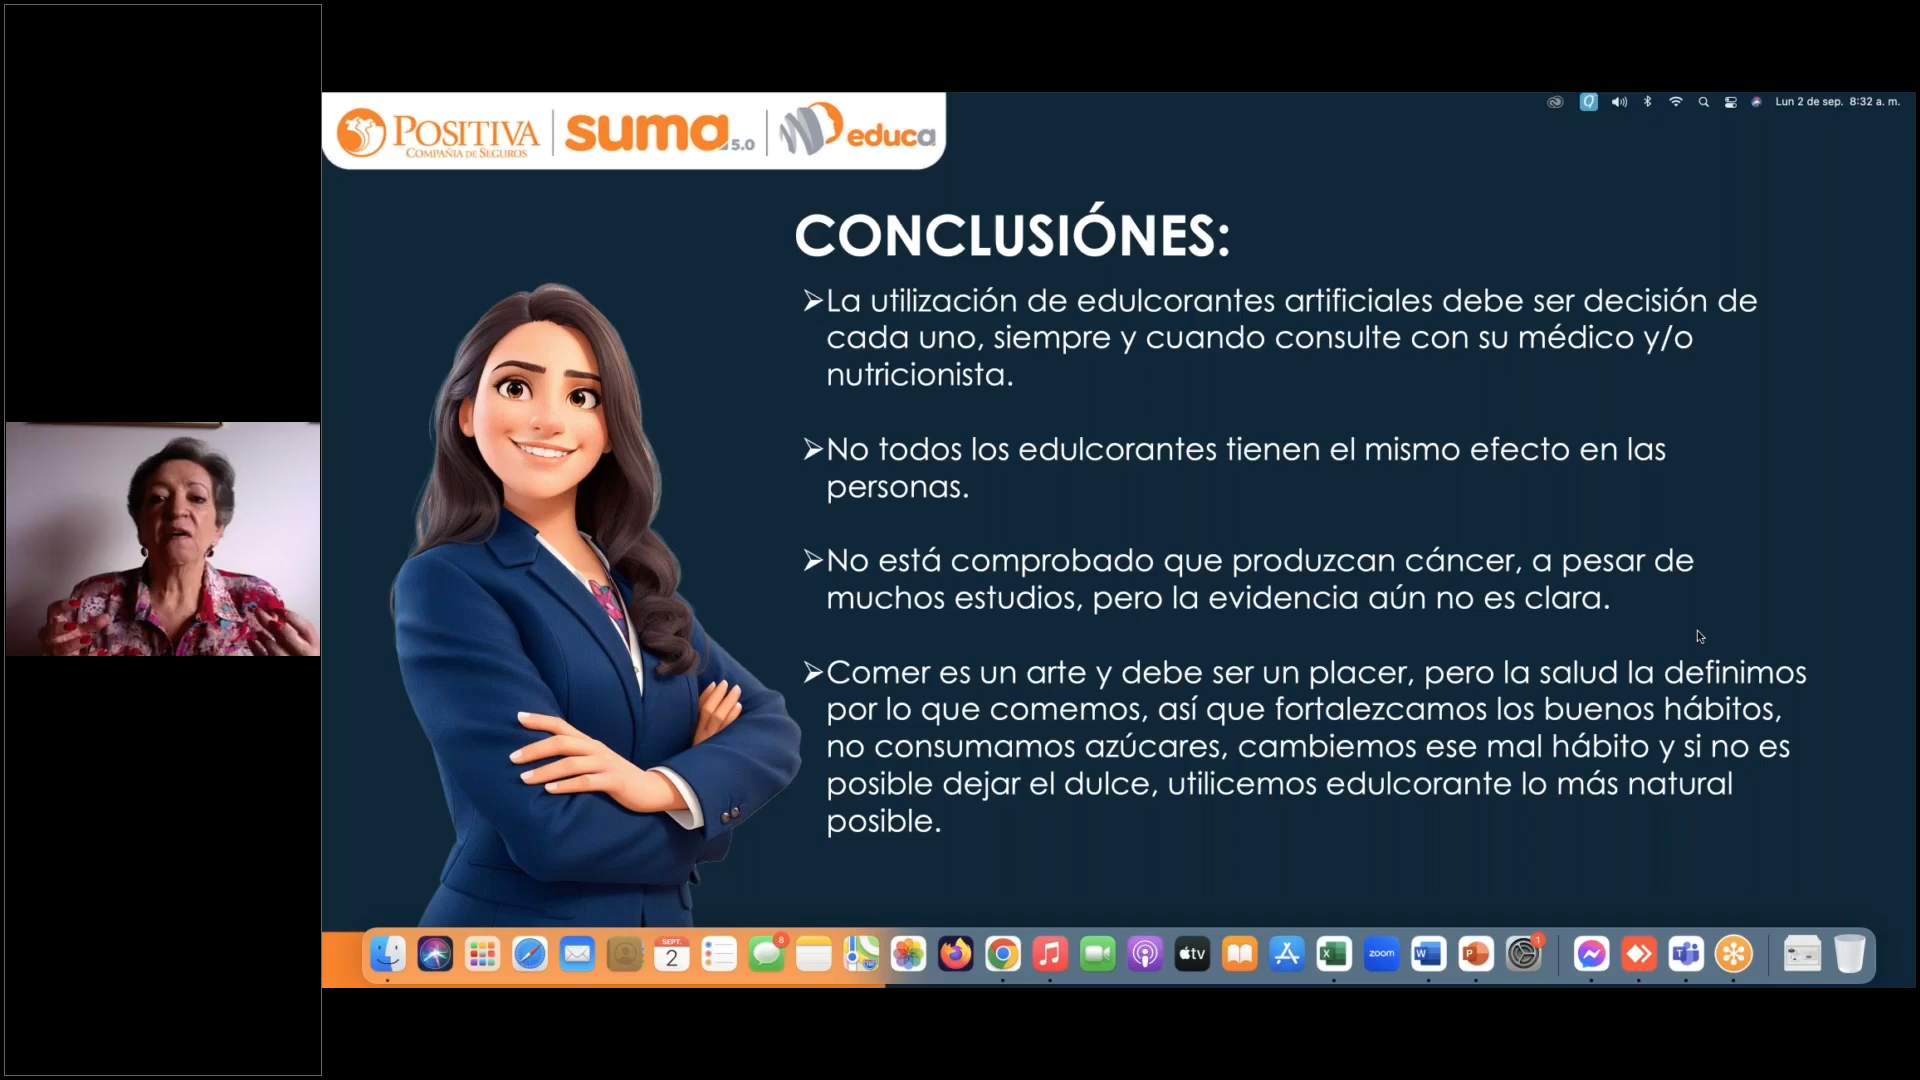 POSITIVA
COMPAÑIA DE SEGUROS
suma 5.0
educa
Lun 2 de sep. 8:32 a. m.
CONCLUSIÓNES:
➢La utilización de edulcorantes artificiales debe ser decisión de
cada uno, siempre y cuando consulte con su médico y/o
nutricionista.
➢No todos los edulcorantes tienen el mismo efecto en las
personas.
➢No está comprobado que produzcan cáncer, a pesar de
muchos estudios, pero la evidencia aún no es clara.
➢Comer es un arte y debe ser un placer, pero la salud la definimos
por lo que comemos, así que fortalezcamos los buenos hábitos,
no consumamos azúcares, cambiemos ese mal hábito y si no es
posible dejar el dulce, utilicemos edulcorante lo más natural
posible.
SEPT.
2
8
tv
X
zoom
W
P
1
T